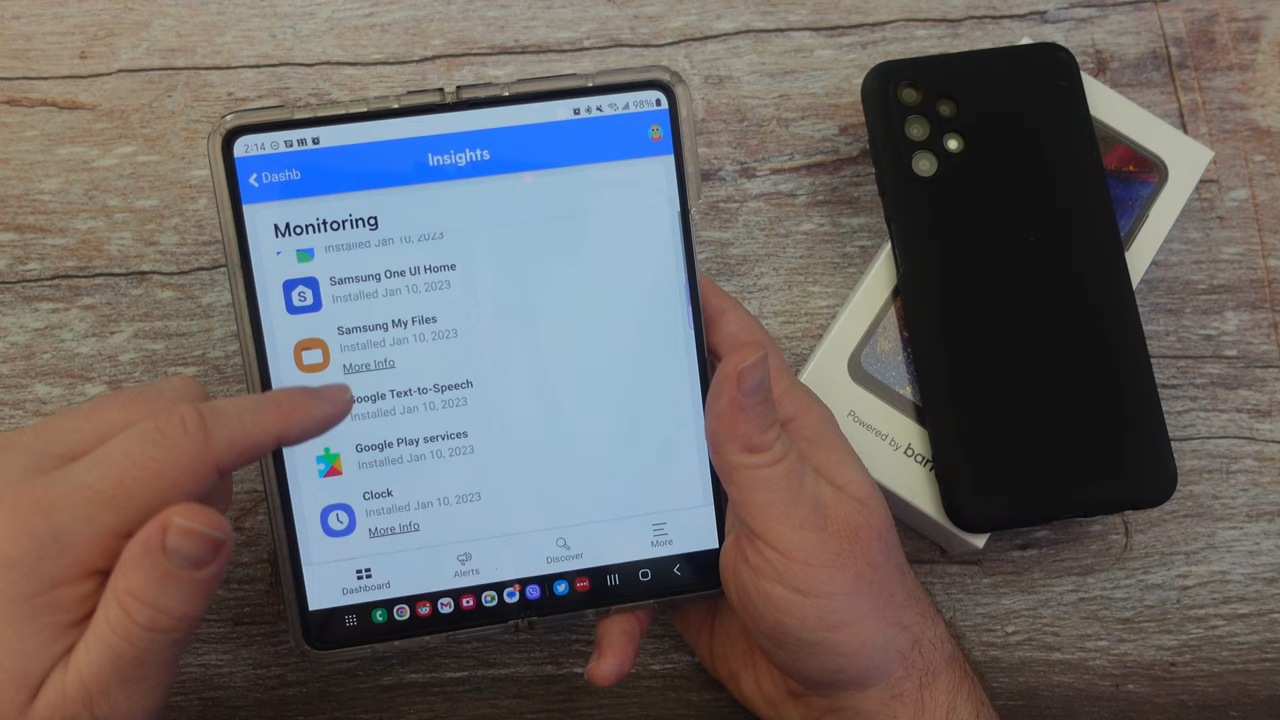 2:14
98%
Dashb
Insights
Monitoring
Installed Jan 10, 2023
Samsung One UI Home
Installed Jan 10, 2023
Samsung My Files
Installed Jan 10, 2023
More Info
Google Text-to-Speech
Installed Jan 10, 2023
Google Play services
Installed Jan 10, 2023
Clock
Installed Jan 10, 2023
More Info
Dashboard
Alerts
Discover
More
Powered by bar